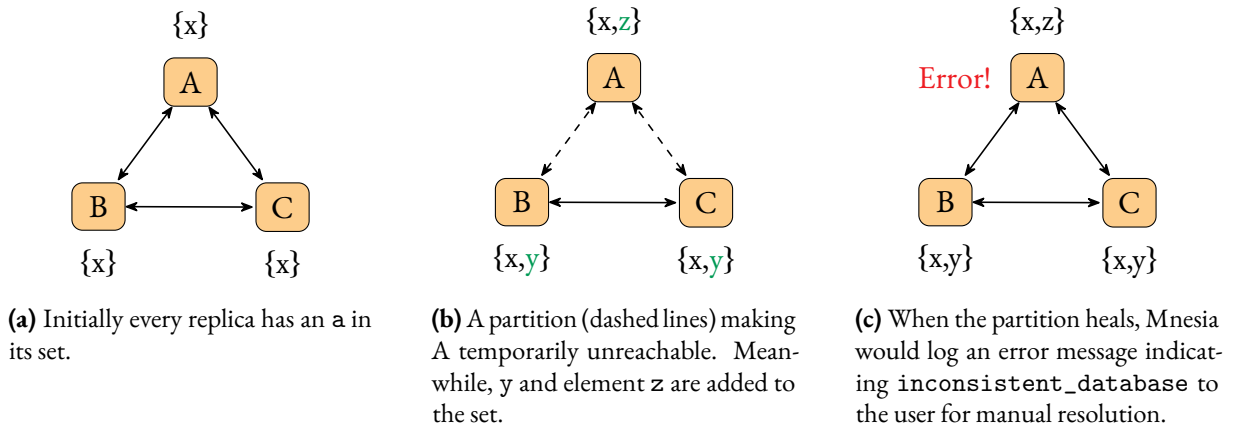 {x}
A
B
C
{x}
{x}
(a) Initially every replica has an a in
its set.
{x,z}
A
B
C
{x,y}
{x,y}
(b) A partition (dashed lines) making
A temporarily unreachable. Mean-
while, y and element z are added to
the set.
{x,z}
Error!
A
B
C
{x,y}
{x,y}
(c) When the partition heals, Mnesia
would log an error message indicat-
ing inconsistent_database to
the user for manual resolution.